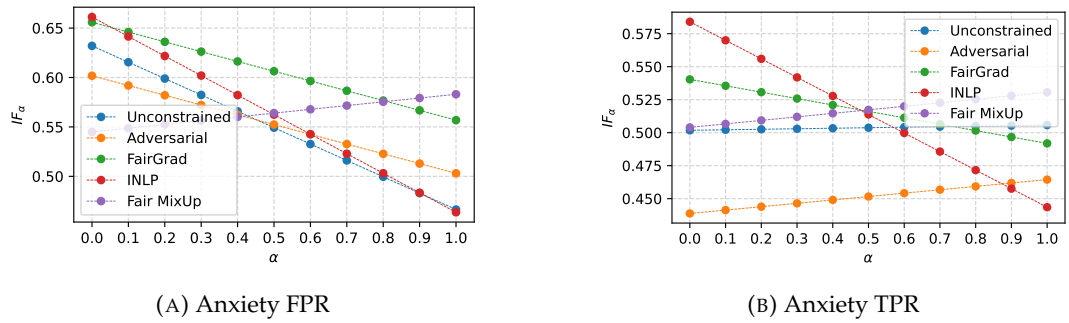 0.65
0.60
0.55
0.50
IF_α
Unconstrained
Adversarial
FairGrad
INLP
Fair MixUp
0.0 0.1 0.2 0.3 0.4 0.5 0.6 0.7 0.8 0.9 1.0
α
(A) Anxiety FPR
0.575
0.550
0.525
0.500
0.475
0.450
IF_α
Unconstrained
Adversarial
FairGrad
INLP
Fair MixUp
0.0 0.1 0.2 0.3 0.4 0.5 0.6 0.7 0.8 0.9 1.0
α
(B) Anxiety TPR